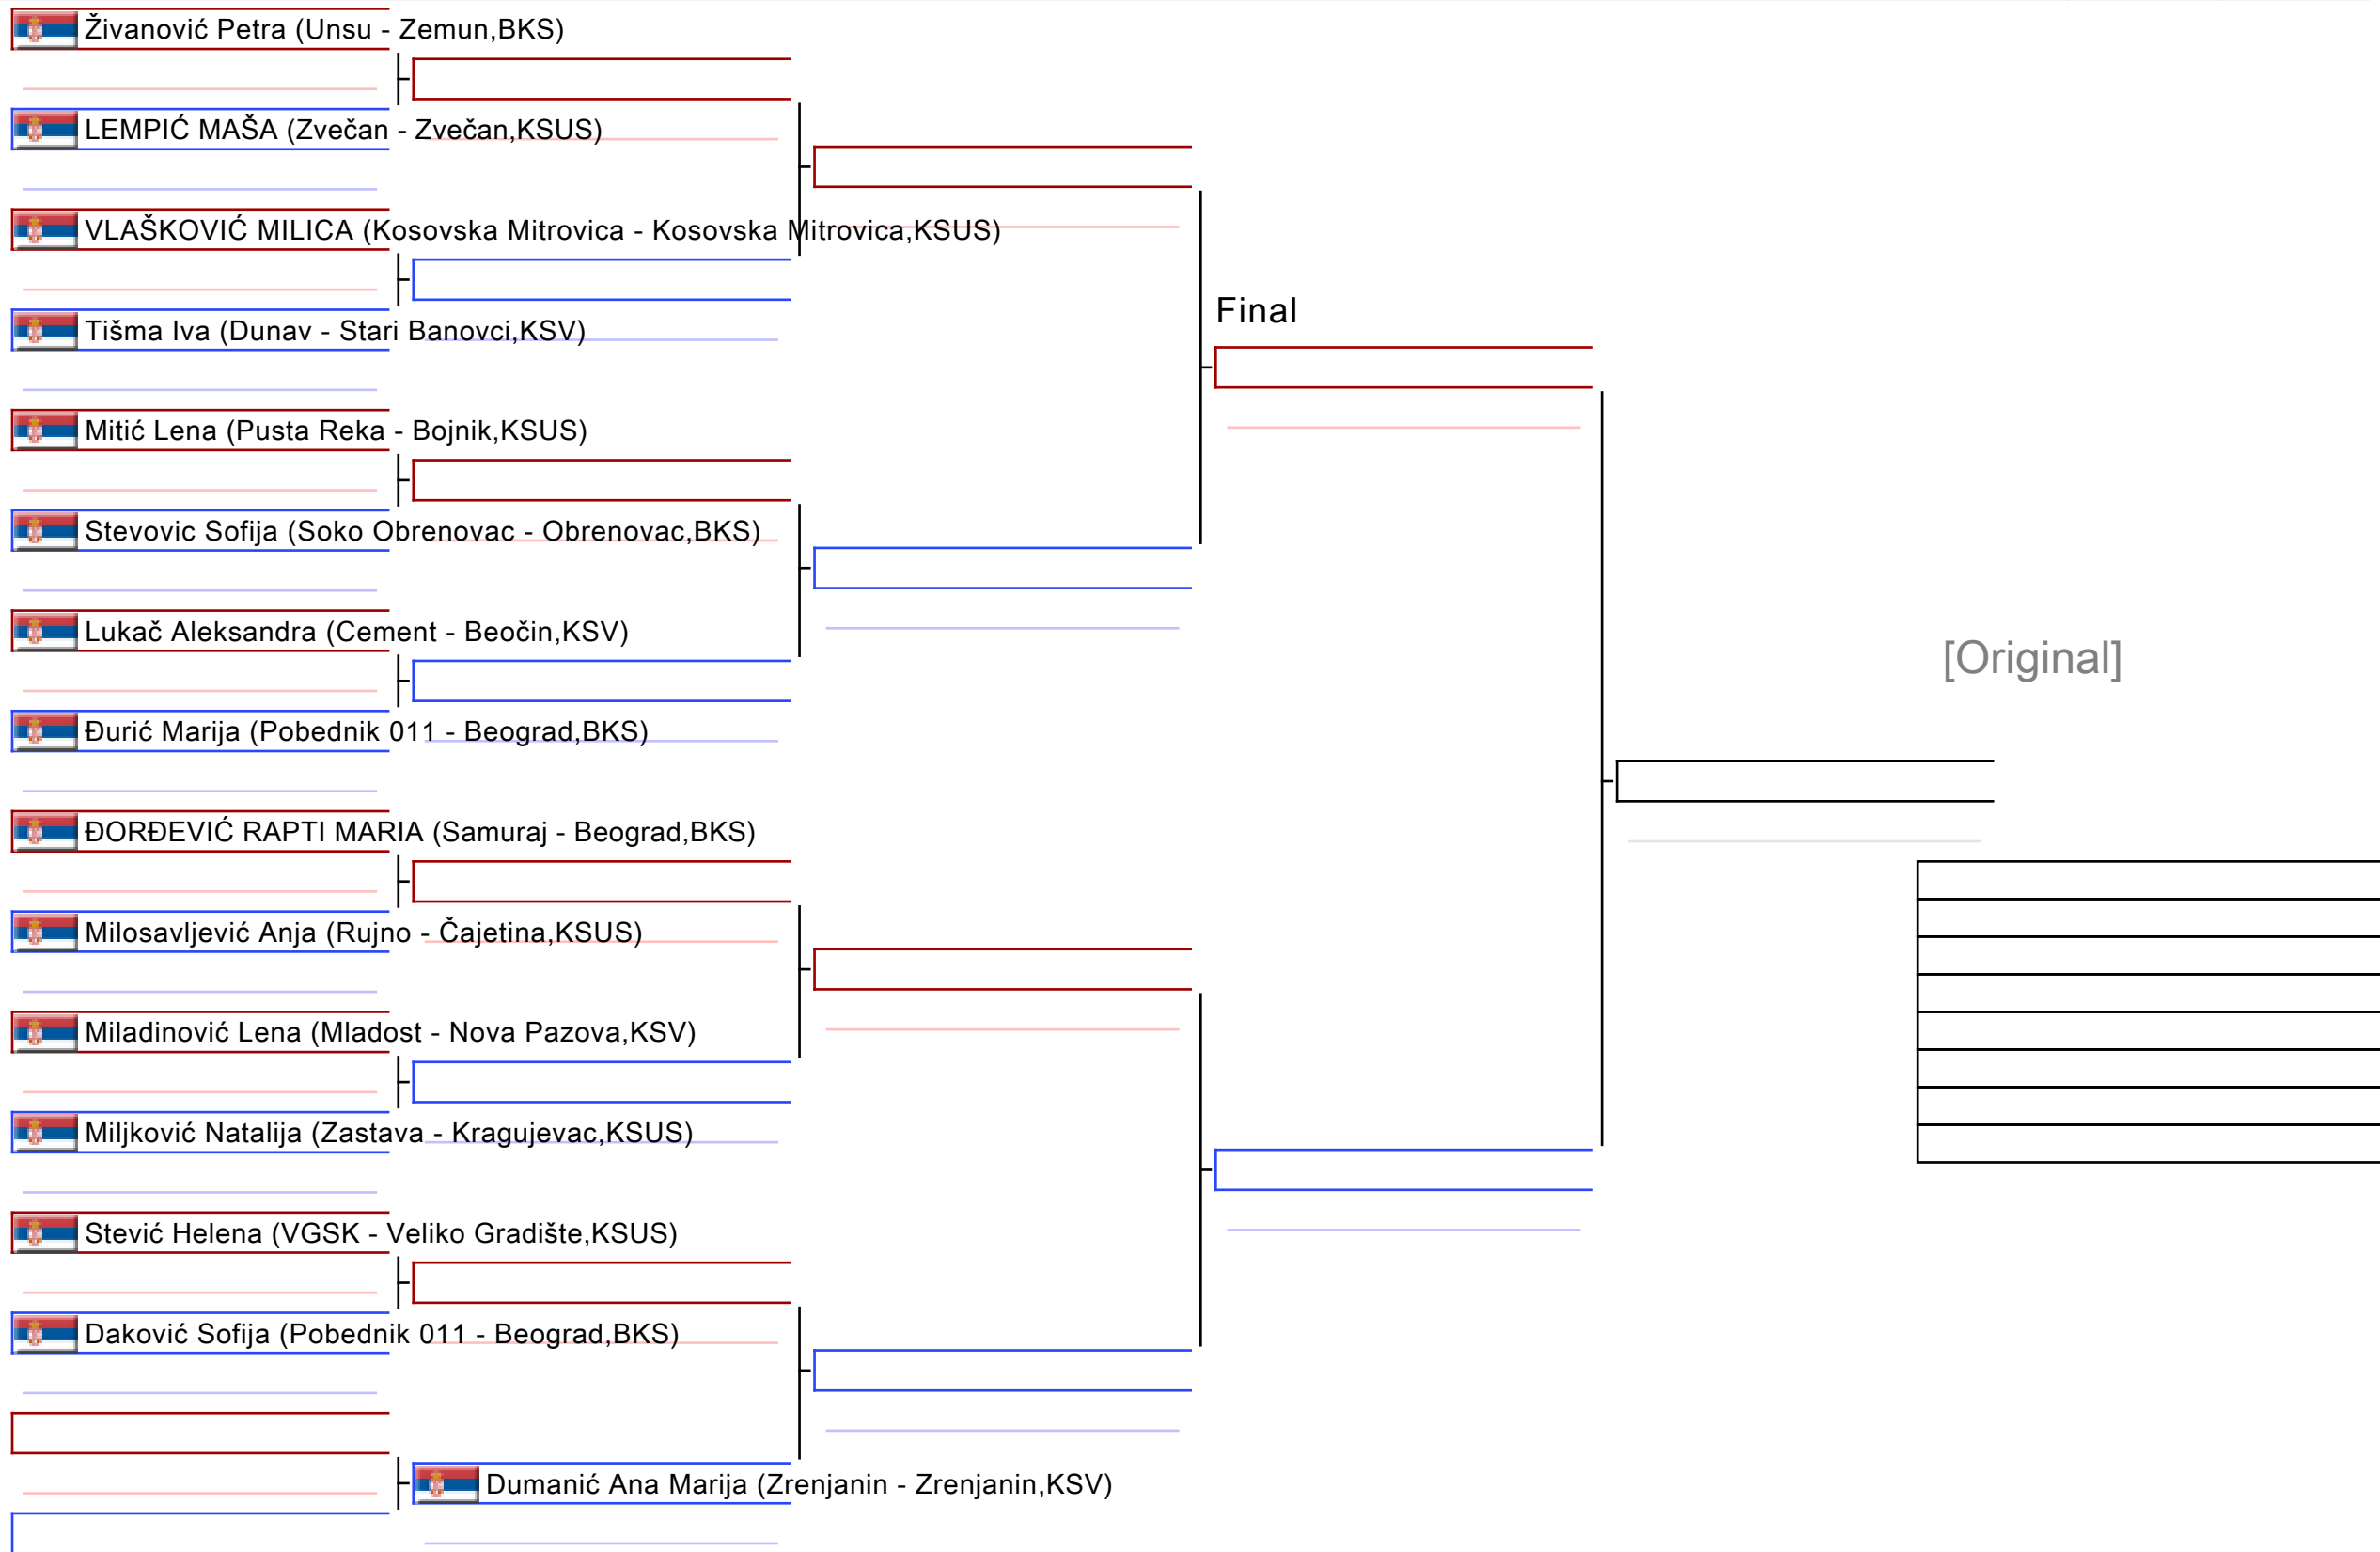 Živanović Petra (Unsu - Zemun,BKS)
LEMPIĆ MAŠA (Zvečan - Zvečan,KSUS)
VLAŠKOVIĆ MILICA (Kosovska Mitrovica - Kosovska Mitrovica,KSUS)
Final
Tišma Iva (Dunav - Stari Banovci,KSV)
Mitić Lena (Pusta Reka - Bojnik,KSUS)
Stevovic Sofija (Soko Obrenovac - Obrenovac,BKS)
Lukač Aleksandra (Cement - Beočin,KSV)
[Original]
Đurić Marija (Pobednik 011 - Beograd,BKS)
ĐORĐEVIĆ RAPTI MARIA (Samuraj - Beograd,BKS)
Milosavljević Anja (Rujno - Čajetina,KSUS)
Miladinović Lena (Mladost - Nova Pazova,KSV)
Miljković Natalija (Zastava - Kragujevac,KSUS)
Stević Helena (VGSK - Veliko Gradište,KSUS)
Daković Sofija (Pobednik 011 - Beograd,BKS)
Dumanić Ana Marija (Zrenjanin - Zrenjanin,KSV)